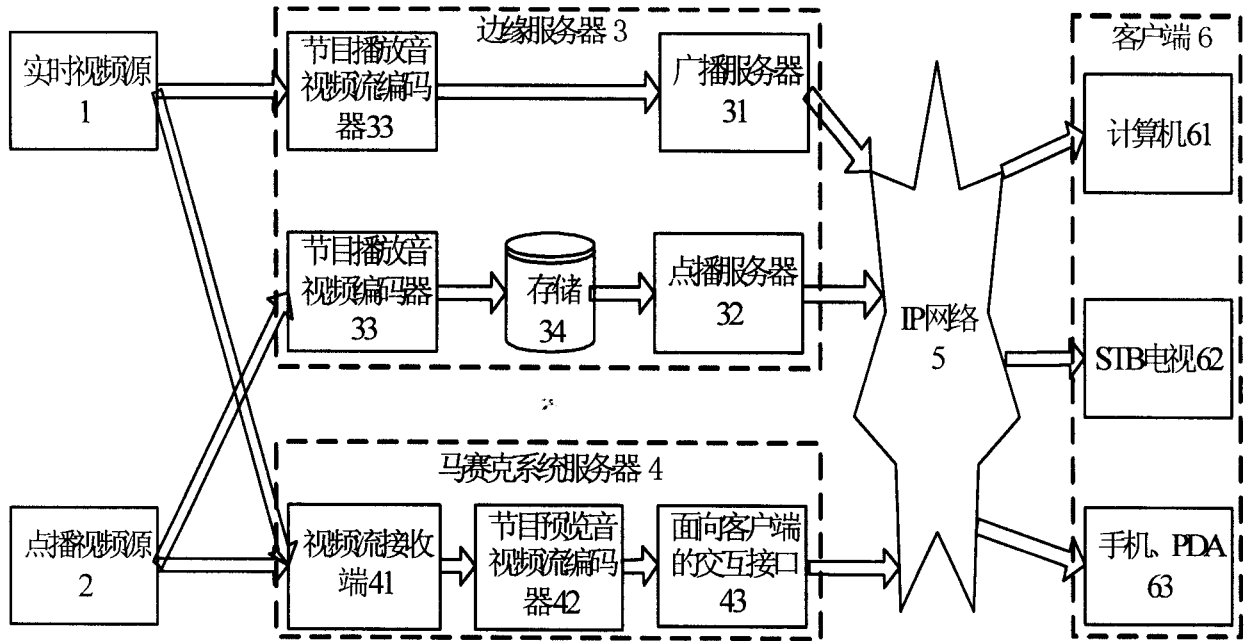 实时视频源
1
边缘服务器 3
节目播放音
视频流编码
器33
广播服务器
31
节目播放音
视频编码器
33
存储
34
点播服务器
32
点播视频源
2
马赛克系统服务器 4
视频流接收
端41
节目预览音
视频流编码
器42
面向客户端
的交互接口
43
IP网络
5
客户端 6
计算机61
STB电视62
手机、PDA
63